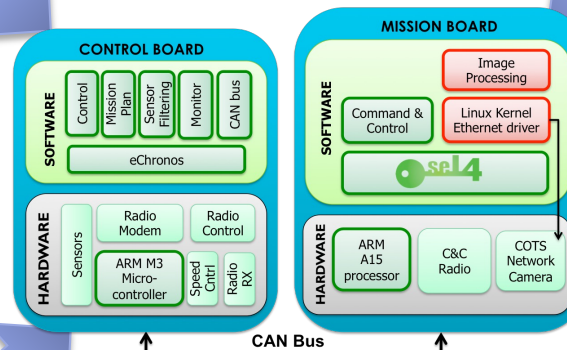 CONTROL BOARD
SOFTWARE
Control
Mission
Plan
Sensor
Filtering
Monitor
CAN bus
eChronos
HARDWARE
Sensors
Radio
Modem
Radio
Control
ARM M3
Micro-
controller
Speed
Cntrl
Radio
RX
MISSION BOARD
SOFTWARE
Image
Processing
Command &
Control
Linux Kernel
Ethernet driver
seL4
HARDWARE
ARM
A15
processor
C&C
Radio
COTS
Network
Camera
CAN Bus